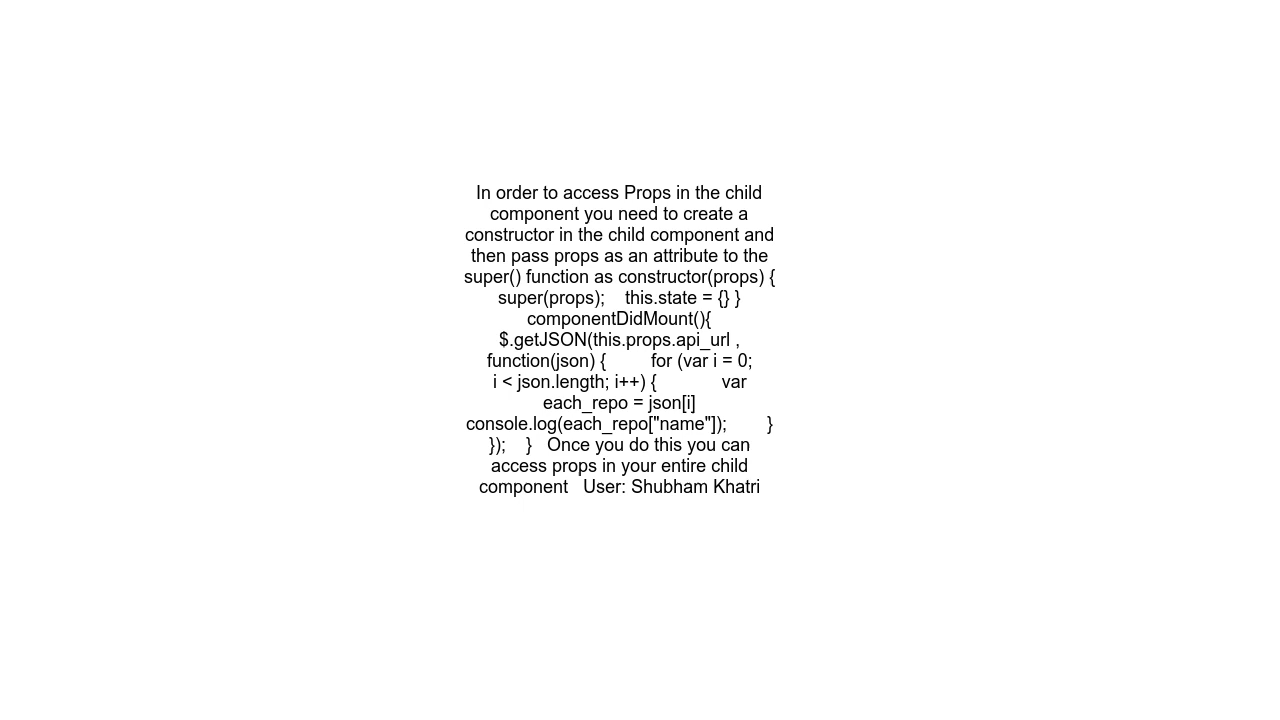 In order to access Props in the child
component you need to create a
constructor in the child component and
then pass props as an attribute to the
super() function as constructor(props) {
super(props);    this.state = {} }
componentDidMount(){
$.getJSON(this.props.api_url ,
function(json) {         for (var i = 0;
i < json.length; i++) {             var
each_repo = json[i]
console.log(each_repo["name"]);        }
});    }   Once you do this you can
access props in your entire child
component   User: Shubham Khatri